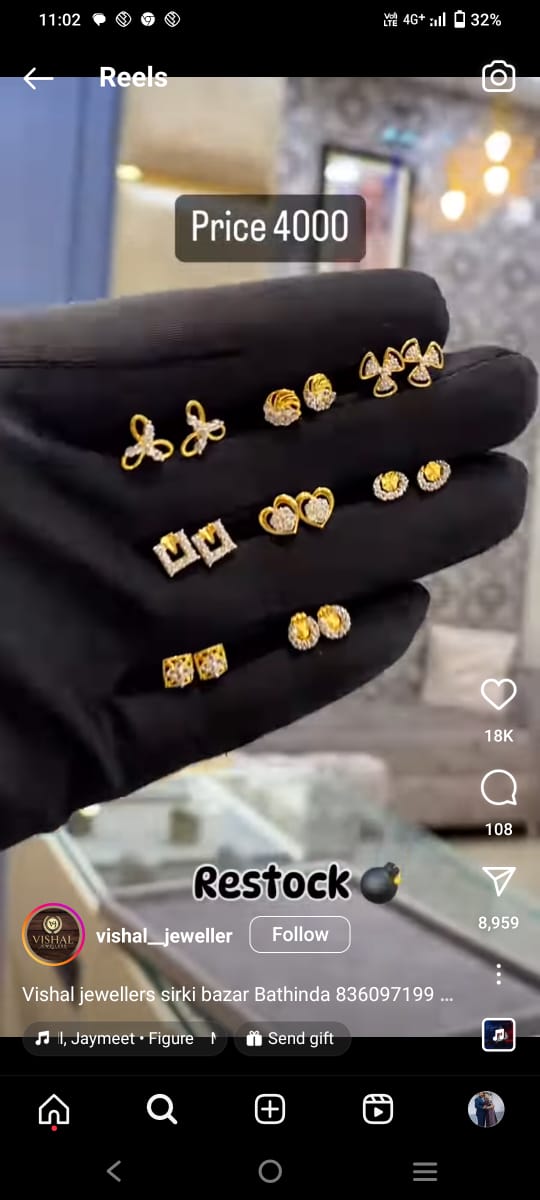 11:02 VoLTE 4G+ 32%
Reels
Price 4000
18K
108
Restock
8,959
VISHAL
vishal__jeweller Follow
Vishal jewellers sirki bazar Bathinda 836097199 ...
l, Jaymeet • Figure
Send gift